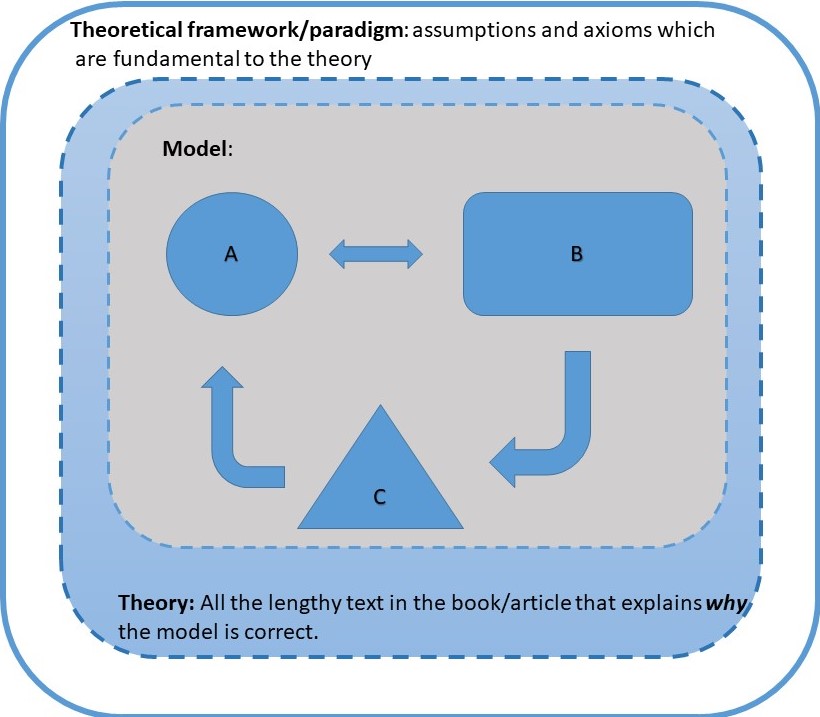 Theoretical framework/paradigm: assumptions and axioms which
are fundamental to the theory
Model:
A
B
C
Theory: All the lengthy text in the book/article that explains why
the model is correct.